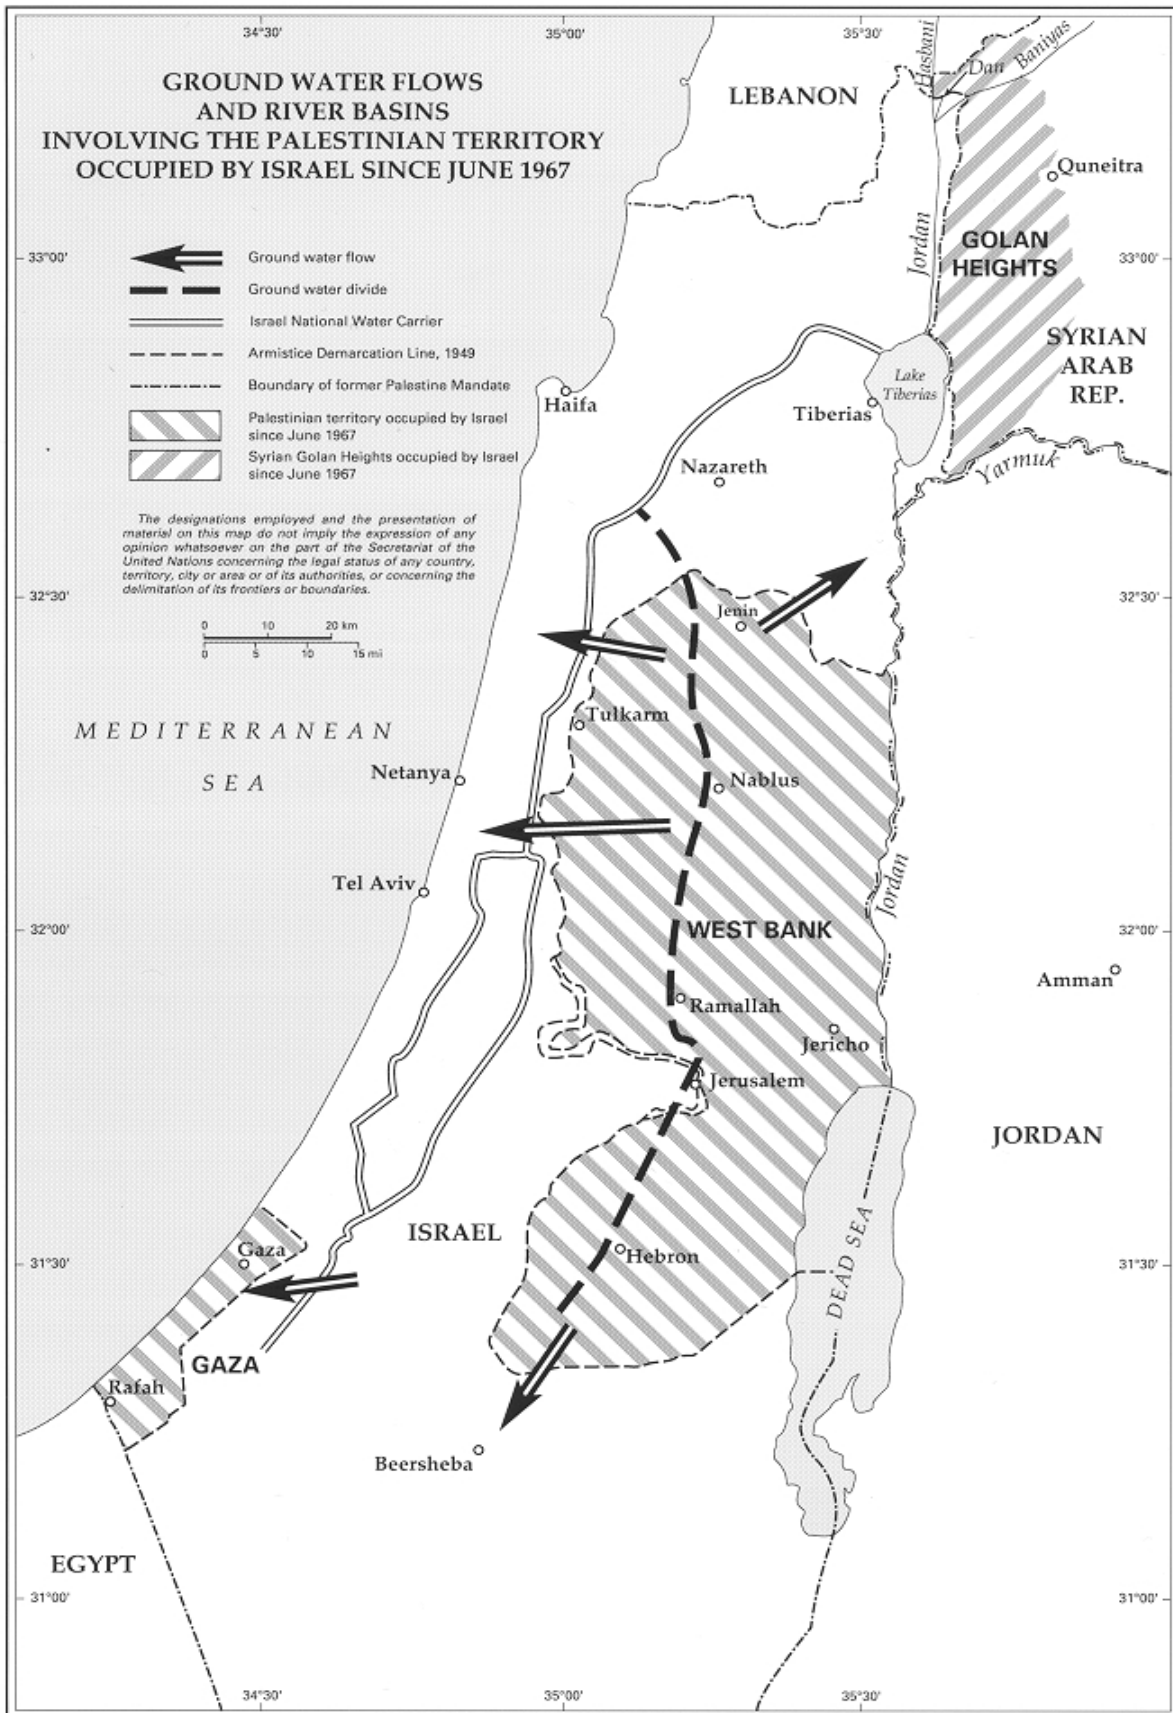 34°30'
35°00'
35°30'
GROUND WATER FLOWS
AND RIVER BASINS
INVOLVING THE PALESTINIAN TERRITORY
OCCUPIED BY ISRAEL SINCE JUNE 1967
Hasbani
Dan
Baniyas
LEBANON
Quneitra
Jordan
GOLAN
HEIGHTS
33°00'
33°00'
Ground water flow
Ground water divide
Israel National Water Carrier
Armistice Demarcation Line, 1949
Boundary of former Palestine Mandate
Palestinian territory occupied by Israel
since June 1967
Syrian Golan Heights occupied by Israel
since June 1967
SYRIAN
ARAB
REP.
Lake
Tiberias
Haifa
Tiberias
Nazareth
Yarmuk
The designations employed and the presentation of
material on this map do not imply the expression of any
opinion whatsoever on the part of the Secretariat of the
United Nations concerning the legal status of any country,
territory, city or area or of its authorities, or concerning the
delimitation of its frontiers or boundaries.
32°30'
32°30'
0 10 20 km
0 5 10 15 mi
Jenin
Tulkarm
MEDITERRANEAN
SEA
Netanya
Nablus
Tel Aviv
Jordan
32°00'
WEST BANK
32°00'
Amman
Ramallah
Jericho
Jerusalem
JORDAN
ISRAEL
DEAD SEA
Gaza
Hebron
31°30'
31°30'
GAZA
Rafah
Beersheba
EGYPT
31°00'
31°00'
34°30'
35°00'
35°30'